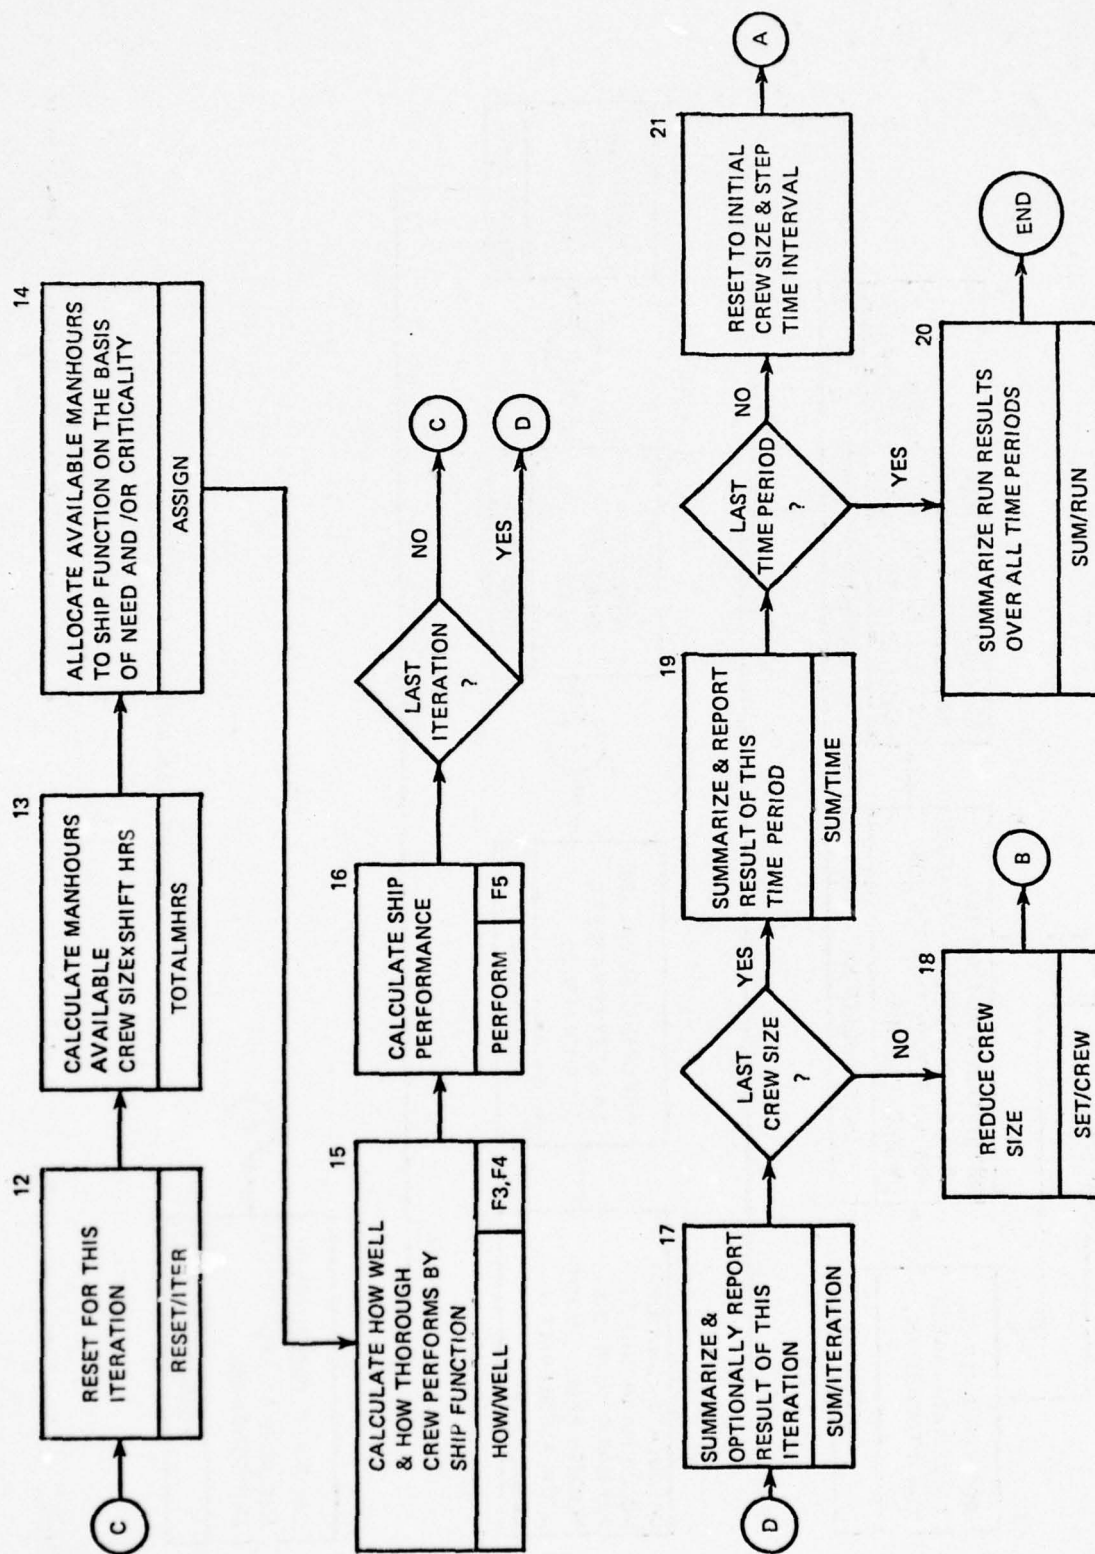 C
12
RESET FOR THIS
ITERATION
RESET/ITER
13
CALCULATE MANHOURS
AVAILABLE
CREW SIZExSHIFT HRS
TOTALMHRS
14
ALLOCATE AVAILABLE MANHOURS
TO SHIP FUNCTION ON THE BASIS
OF NEED AND /OR CRITICALITY
ASSIGN
15
CALCULATE HOW WELL
& HOW THOROUGH
CREW PERFORMS BY
SHIP FUNCTION
HOW/WELL
F3,F4
16
CALCULATE SHIP
PERFORMANCE
PERFORM
F5
LAST
ITERATION
?
NO
C
YES
D
D
17
SUMMARIZE &
OPTIONALLY REPORT
RESULT OF THIS
ITERATION
SUM/ITERATION
LAST
CREW SIZE
?
YES
NO
18
REDUCE CREW
SIZE
SET/CREW
B
19
SUMMARIZE & REPORT
RESULT OF THIS
TIME PERIOD
SUM/TIME
LAST
TIME PERIOD
?
NO
YES
21
RESET TO INITIAL
CREW SIZE & STEP
TIME INTERVAL
A
20
SUMMARIZE RUN RESULTS
OVER ALL TIME PERIODS
SUM/RUN
END